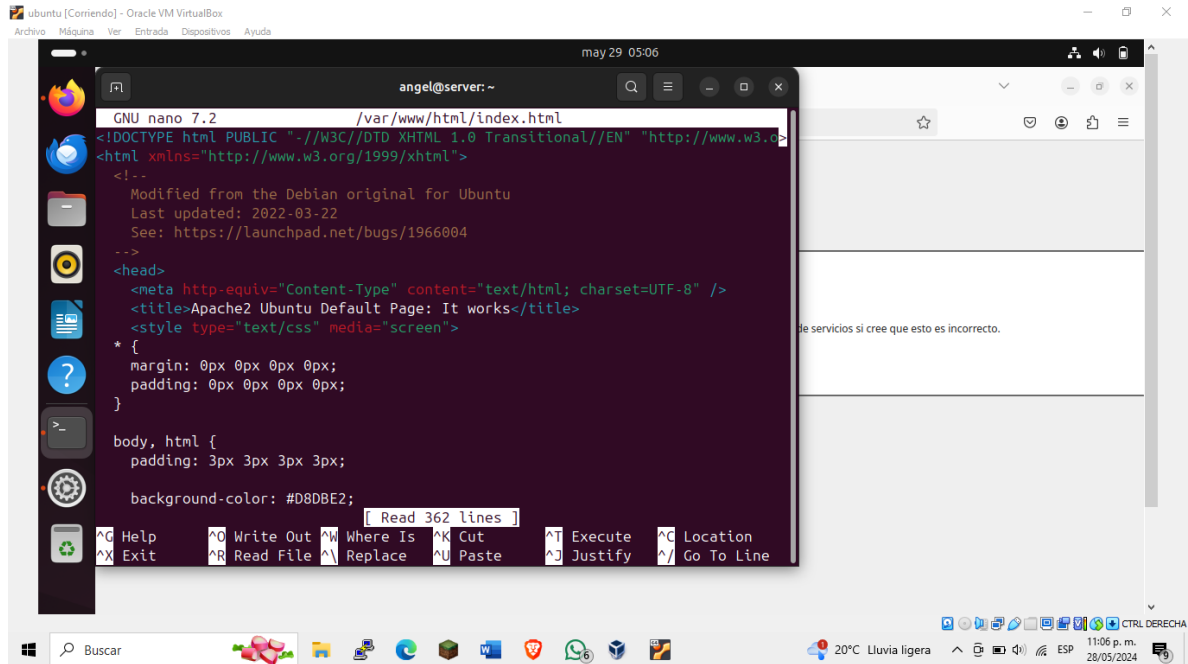 ubuntu [Corriendo] - Oracle VM VirtualBox
Archivo Máquina Ver Entrada Dispositivos Ayuda
may 29 05:06
angel@server: ~
GNU nano 7.2 /var/www/html/index.html
<!DOCTYPE html PUBLIC "-//W3C//DTD XHTML 1.0 Transitional//EN" "http://www.w3.o>
<html xmlns="http://www.w3.org/1999/xhtml">
<!--
Modified from the Debian original for Ubuntu
Last updated: 2022-03-22
See: https://launchpad.net/bugs/1966004
-->
<head>
<meta http-equiv="Content-Type" content="text/html; charset=UTF-8" />
<title>Apache2 Ubuntu Default Page: It works</title>
<style type="text/css" media="screen">
* {
margin: 0px 0px 0px 0px;
padding: 0px 0px 0px 0px;
}
body, html {
padding: 3px 3px 3px 3px;
background-color: #D8DBE2;
[ Read 362 lines ]
^G Help ^O Write Out ^W Where Is ^K Cut ^T Execute ^C Location
^X Exit ^R Read File ^\ Replace ^U Paste ^J Justify ^/ Go To Line
de servicios si cree que esto es incorrecto.
CTRL DERECHA
Buscar
6
20°C Lluvia ligera
ESP
11:06 p. m.
28/05/2024
9